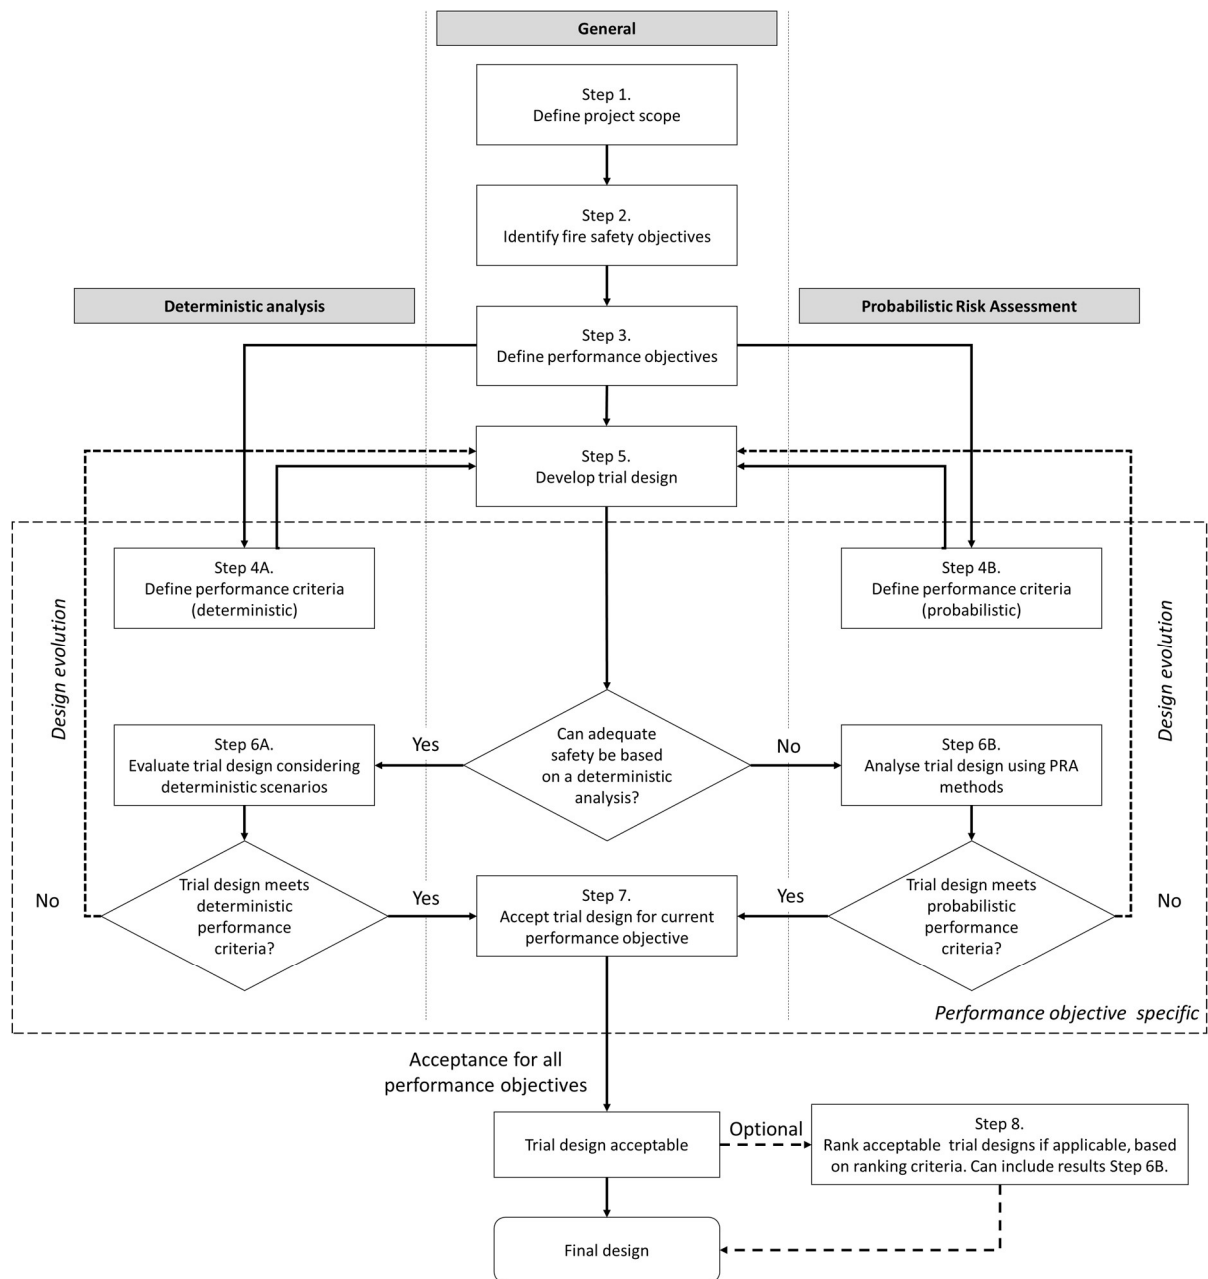 General
Step 1.
Define project scope
Step 2.
Identify fire safety objectives
Deterministic analysis
Probabilistic Risk Assessment
Step 3.
Define performance objectives
Step 5.
Develop trial design
Step 4A.
Define performance criteria
(deterministic)
Step 4B.
Define performance criteria
(probabilistic)
Design evolution
Design evolution
Can adequate
safety be based
on a deterministic
analysis?
Yes
No
Step 6A.
Evaluate trial design considering
deterministic scenarios
Step 6B.
Analyse trial design using PRA
methods
No
Trial design meets
deterministic
performance
criteria?
Yes
Step 7.
Accept trial design for current
performance objective
Yes
Trial design meets
probabilistic
performance
criteria?
No
Performance objective specific
Acceptance for all
performance objectives
Trial design acceptable
Optional
Step 8.
Rank acceptable trial designs if applicable, based
on ranking criteria. Can include results Step 6B.
Final design